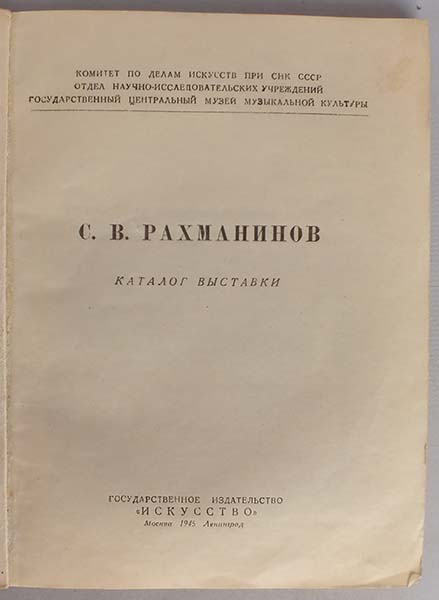 КОМИТЕТ ПО ДЕЛАМ ИСКУССТВ ПРИ СНК СССР
ОТДЕЛ НАУЧНО-ИССЛЕДОВАТЕЛЬСКИХ УЧРЕЖДЕНИЙ
ГОСУДАРСТВЕННЫЙ ЦЕНТРАЛЬНЫЙ МУЗЕЙ МУЗЫКАЛЬНОЙ КУЛЬТУРЫ
С. В. РАХМАНИНОВ
КАТАЛОГ ВЫСТАВКИ
ГОСУДАРСТВЕННОЕ ИЗДАТЕЛЬСТВО
«ИСКУССТВО»
Москва 1945 Ленинград